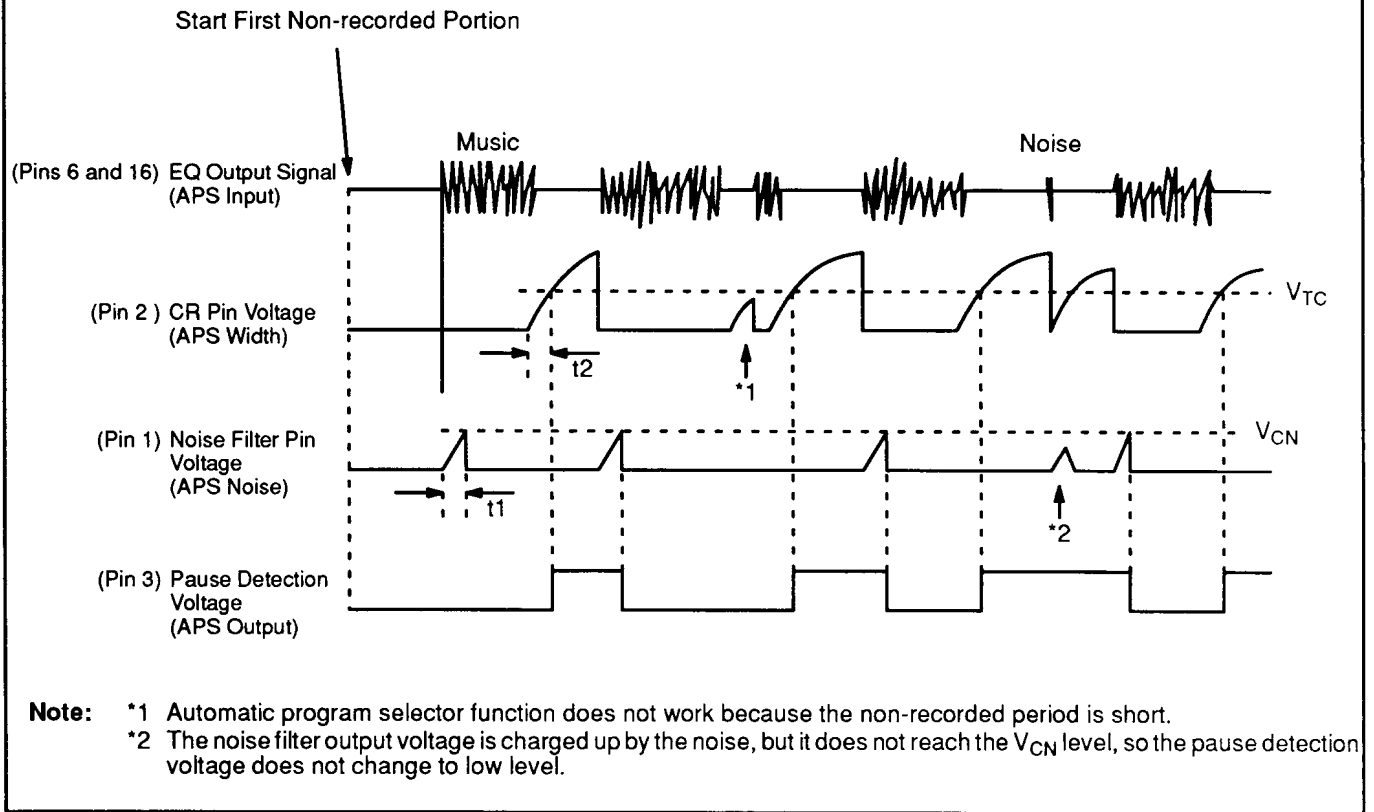 Start First Non-recorded Portion
Music
Noise
(Pins 6 and 16) EQ Output Signal
(APS Input)
(Pin 2 ) CR Pin Voltage
(APS Width)
VTC
t2
*1
(Pin 1) Noise Filter Pin
Voltage
(APS Noise)
VCN
t1
*2
(Pin 3) Pause Detection
Voltage
(APS Output)
Note: *1 Automatic program selector function does not work because the non-recorded period is short.
*2 The noise filter output voltage is charged up by the noise, but it does not reach the VCN level, so the pause detection
voltage does not change to low level.